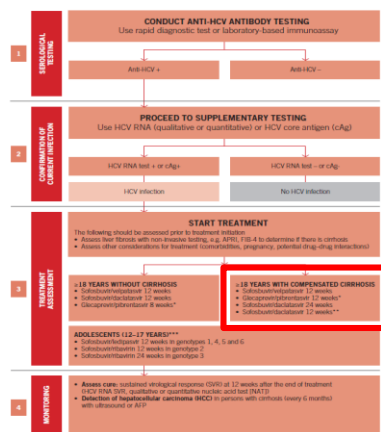 1
SEROLOGICAL
TESTING
CONDUCT ANTI-HCV ANTIBODY TESTING
Use rapid diagnostic test or laboratory-based immunoassay
Anti-HCV +
Anti-HCV –
2
CONFIRMATION OF
CURRENT INFECTION
PROCEED TO SUPPLEMENTARY TESTING
Use HCV RNA (qualitative or quantitative) or HCV core antigen (cAg)
HCV RNA test + or cAg+
HCV RNA test – or cAg-
HCV infection
No HCV infection
3
TREATMENT
ASSESSMENT
START TREATMENT
The following should be assessed prior to treatment initiation
• Assess liver fibrosis with non-invasive testing, e.g. APRI, FIB-4 to determine if there is cirrhosis
• Assess other considerations for treatment (comorbidities, pregnancy, potential drug–drug interactions)
≥18 YEARS WITHOUT CIRRHOSIS
• Sofosbuvir/velpatasvir 12 weeks
• Sofosbuvir/daclatasvir 12 weeks
• Glecaprevir/pibrentasvir 8 weeks*
≥18 YEARS WITH COMPENSATED CIRRHOSIS
• Sofosbuvir/velpatasvir 12 weeks
• Glecaprevir/pibrentasvir 12 weeks*
• Sofosbuvir/daclatasvir 24 weeks
• Sofosbuvir/daclatasvir 12 weeks**
ADOLESCENTS (12–17 YEARS)***
• Sofosbuvir/ledipasvir 12 weeks in genotypes 1, 4, 5 and 6
• Sofosbuvir/ribavirin 12 weeks in genotype 2
• Sofosbuvir/ribavirin 24 weeks in genotype 3
4
MONITORING
• Assess cure: sustained virological response (SVR) at 12 weeks after the end of treatment
(HCV RNA SVR, qualitative or quantitative nucleic acid test (NAT))
• Detection of hepatocellular carcinoma (HCC) in persons with cirrhosis (every 6 months)
with ultrasound or AFP